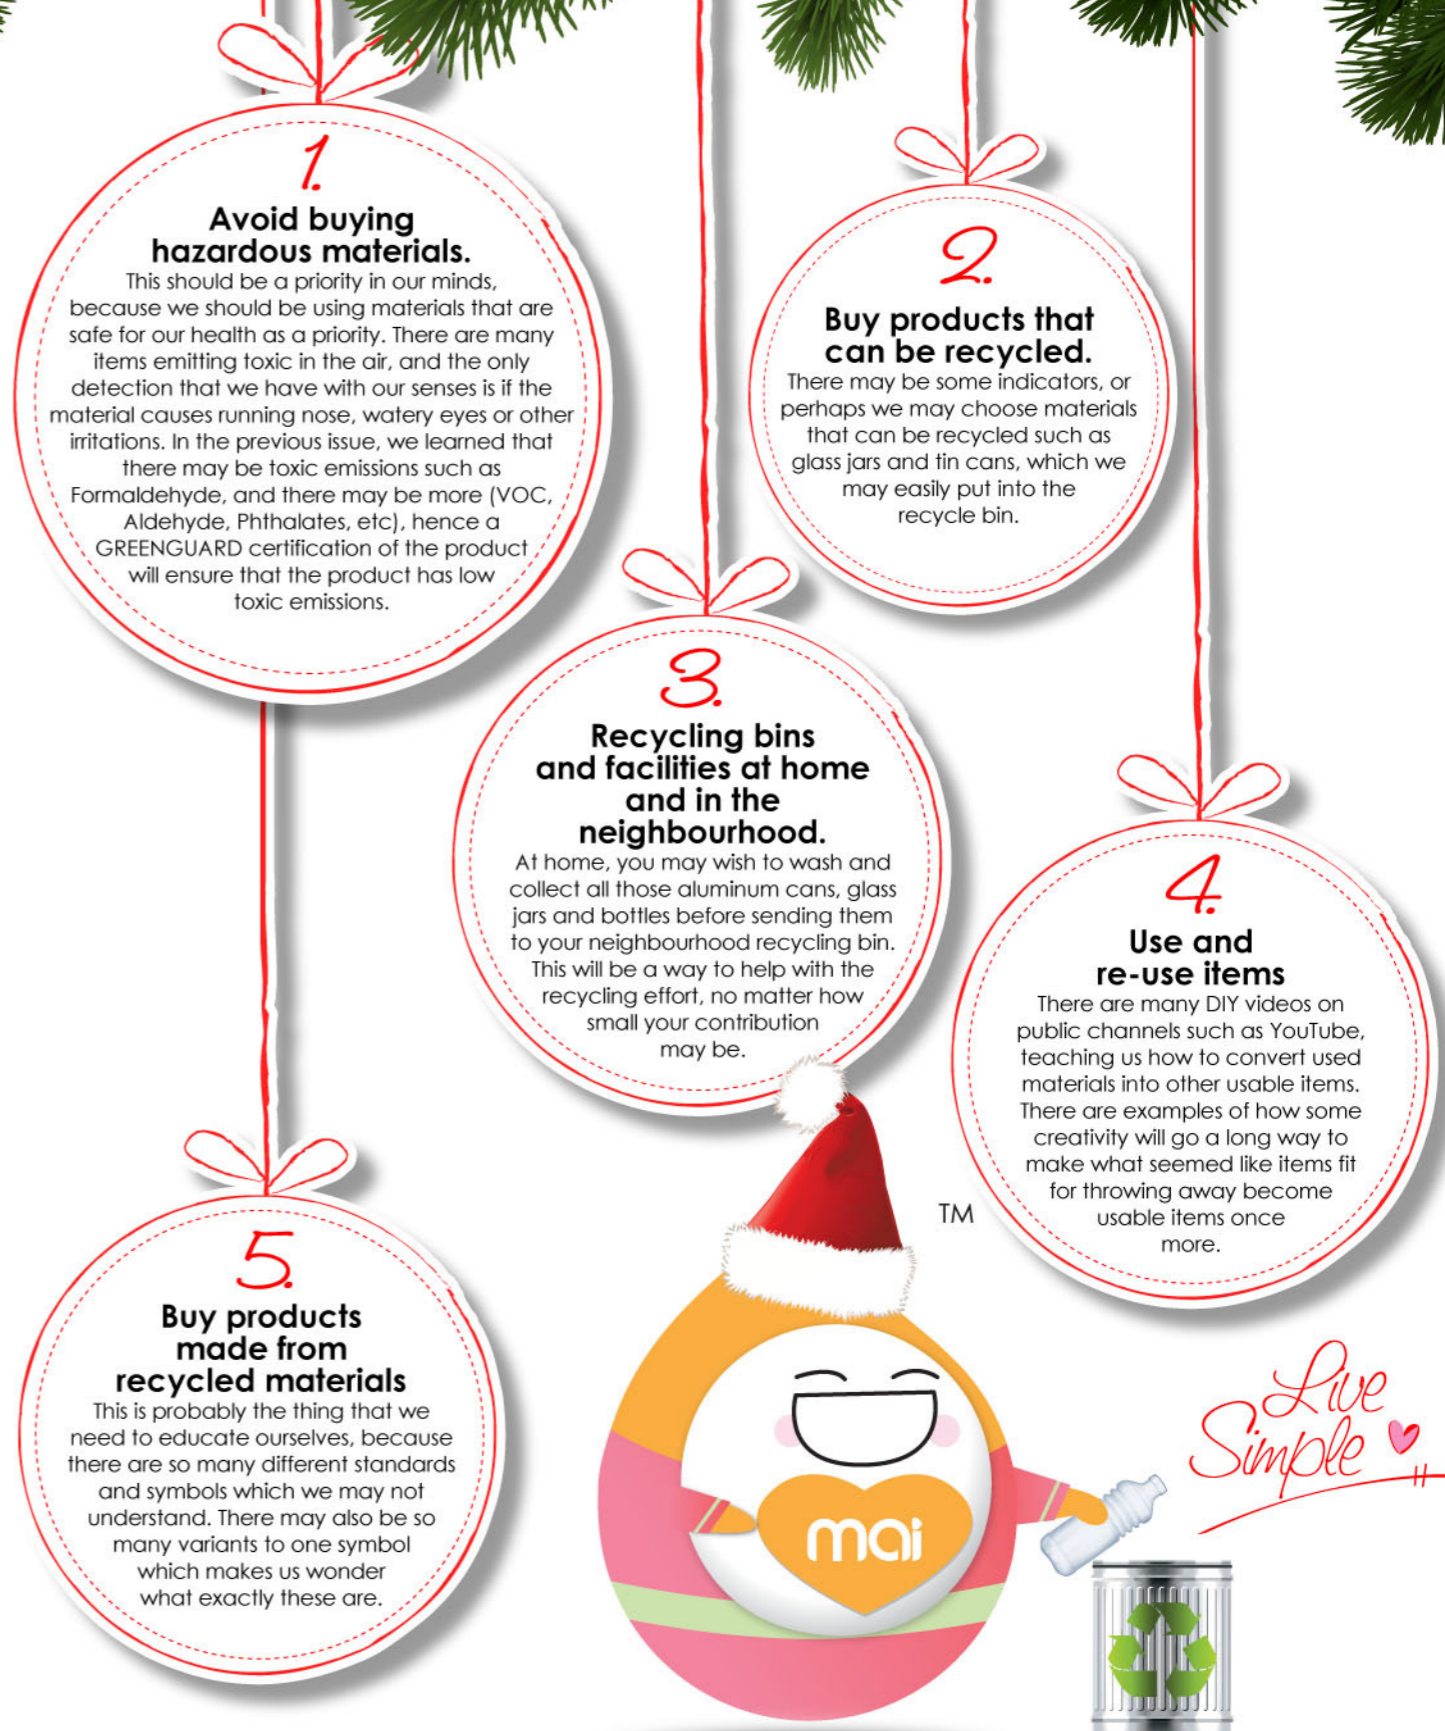 1.
Avoid buying
hazardous materials.
This should be a priority in our minds,
because we should be using materials that are
safe for our health as a priority. There are many
items emitting toxic in the air, and the only
detection that we have with our senses is if the
material causes running nose, watery eyes or other
irritations. In the previous issue, we learned that
there may be toxic emissions such as
Formaldehyde, and there may be more (VOC,
Aldehyde, Phthalates, etc), hence a
GREENGUARD certification of the product
will ensure that the product has low
toxic emissions.
2.
Buy products that
can be recycled.
There may be some indicators, or
perhaps we may choose materials
that can be recycled such as
glass jars and tin cans, which we
may easily put into the
recycle bin.
3.
Recycling bins
and facilities at home
and in the
neighbourhood.
At home, you may wish to wash and
collect all those aluminum cans, glass
jars and bottles before sending them
to your neighbourhood recycling bin.
This will be a way to help with the
recycling effort, no matter how
small your contribution
may be.
4.
Use and
re-use items
There are many DIY videos on
public channels such as YouTube,
teaching us how to convert used
materials into other usable items.
There are examples of how some
creativity will go a long way to
make what seemed like items fit
for throwing away become
usable items once
more.
5.
Buy products
made from
recycled materials
This is probably the thing that we
need to educate ourselves, because
there are so many different standards
and symbols which we may not
understand. There may also be so
many variants to one symbol
which makes us wonder
what exactly these are.
TM
mai
Live
Simple